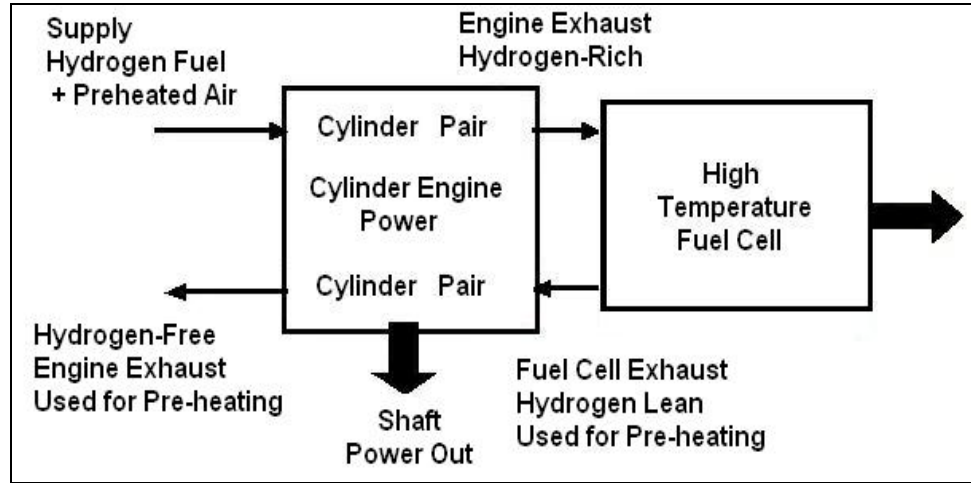 Supply
Hydrogen Fuel
+ Preheated Air
Engine Exhaust
Hydrogen-Rich
Cylinder Pair
Cylinder Engine
Power
Cylinder Pair
High
Temperature
Fuel Cell
Hydrogen-Free
Engine Exhaust
Used for Pre-heating
Shaft
Power Out
Fuel Cell Exhaust
Hydrogen Lean
Used for Pre-heating